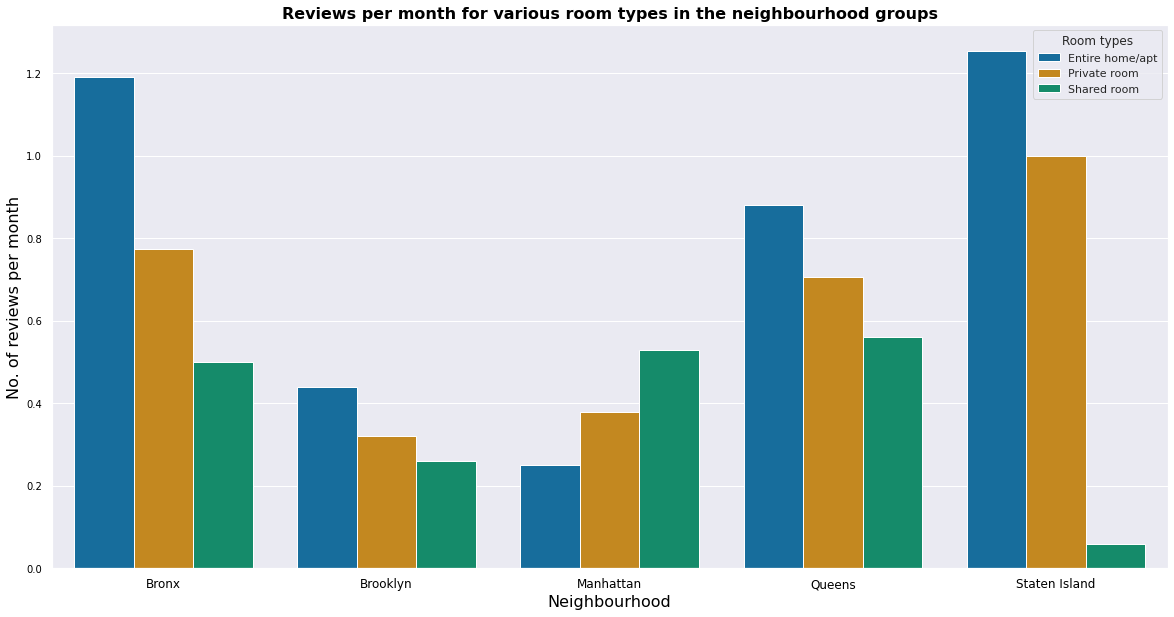 Reviews per month for various room types in the neighbourhood groups
Room types
Entire home/apt
Private room
Shared room
No. of reviews per month
1.2
1.0
0.8
0.6
0.4
0.2
0.0
Bronx Brooklyn Manhattan Queens Staten Island
Neighbourhood